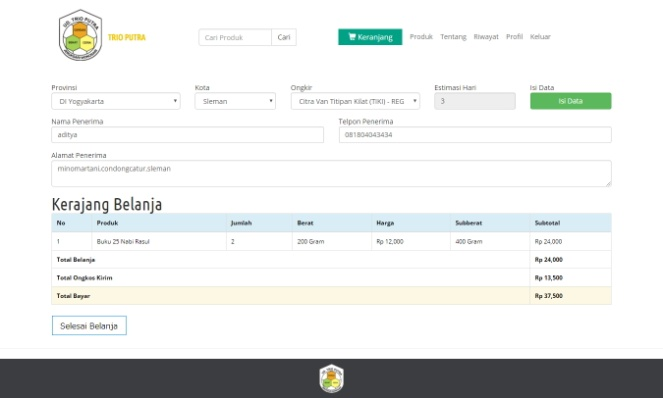 UD. TRIO PUTRA
TRIO PUTRA
Cari Produk Cari
Keranjang Produk Tentang Riwayat Profil Keluar
Provinsi Kota Ongkir Estimasi Hari Isi Data
DI Yogyakarta Sleman Citra Van Titipan Kilat (TIKI) - REG 3 Isi Data
Nama Penerima Telpon Penerima
aditya 081804043434
Alamat Penerima
minomartani,condongcatur,sleman
Kerajang Belanja
No Produk Jumlah Berat Harga Subberat Subtotal
1 Buku 25 Nabi Rasul 2 200 Gram Rp 12,000 400 Gram Rp 24,000
Total Belanja Rp 24,000
Total Ongkos Kirim Rp 13,500
Total Bayar Rp 37,500
Selesai Belanja